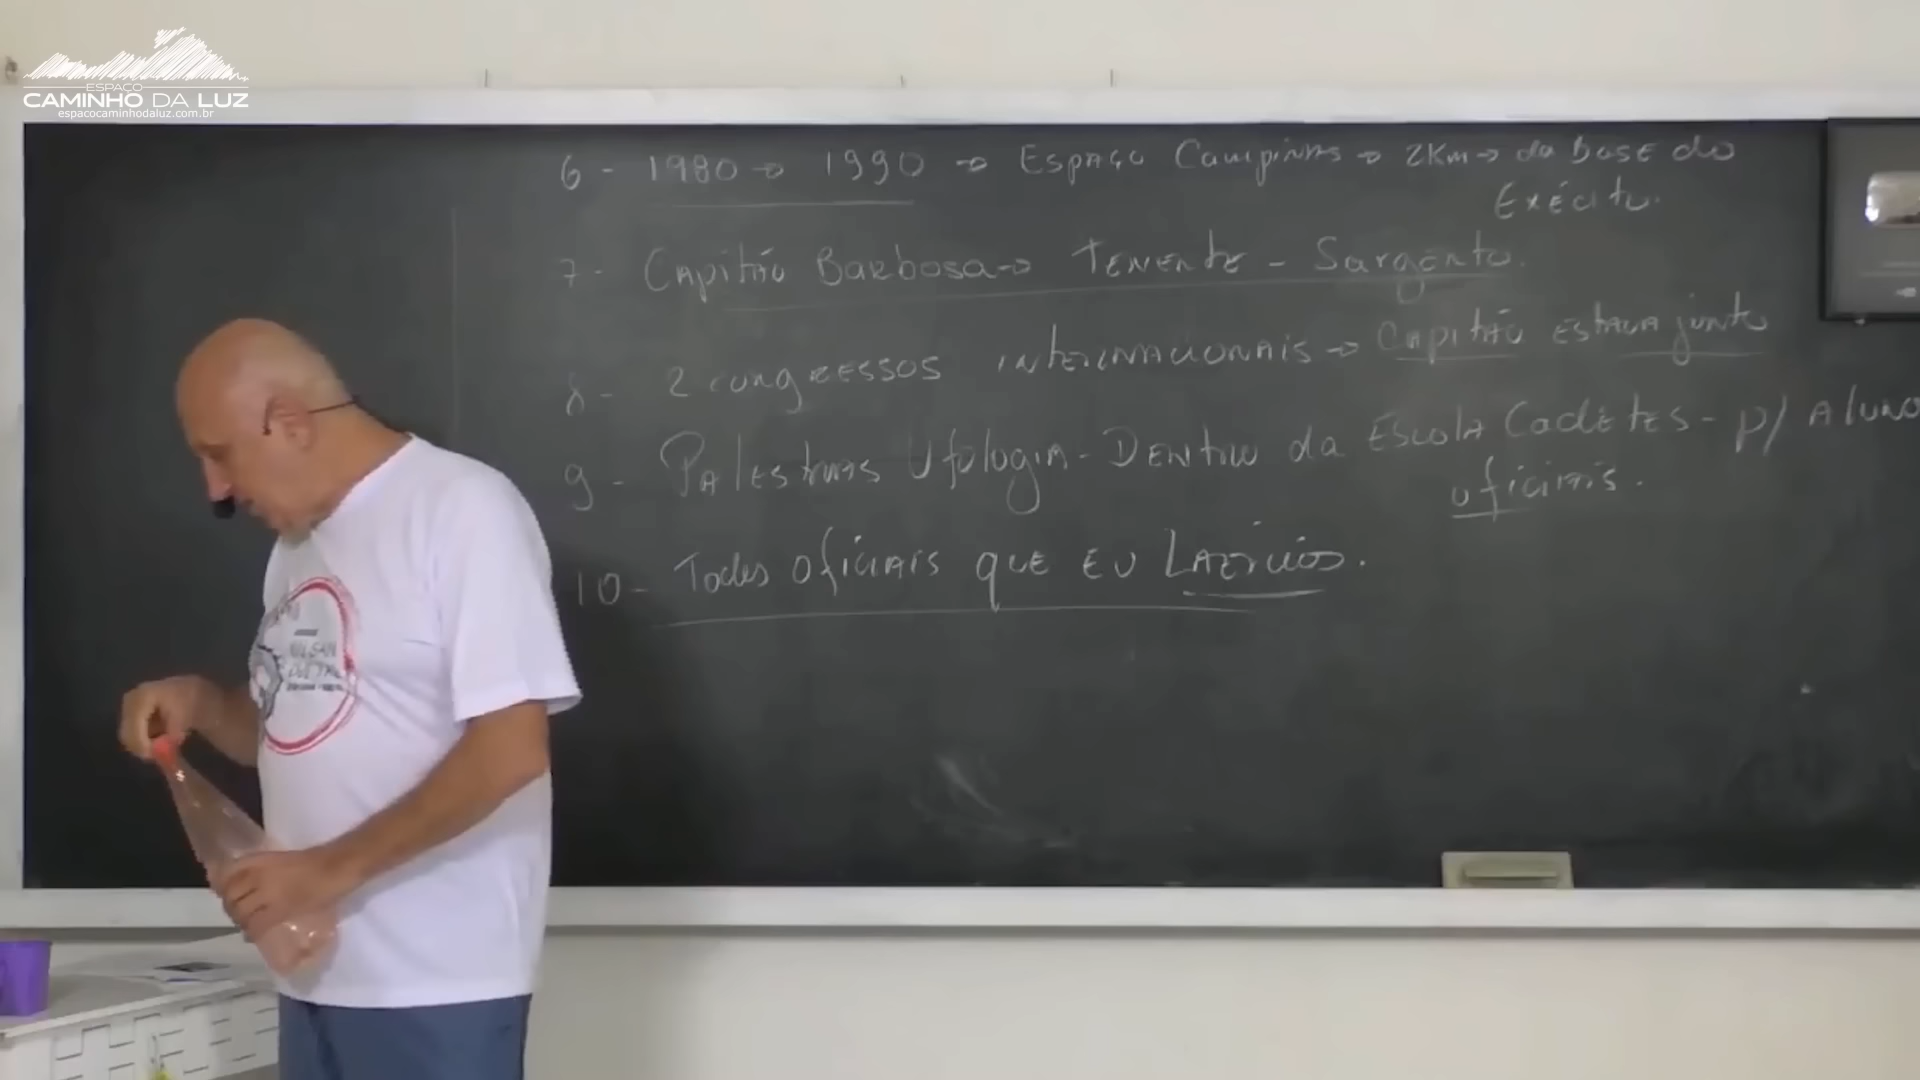 ESPAÇO
CAMINHO DA LUZ
espacocaminhodaluz.com.br
6 - 1980 → 1990 → Espaço Campinas → 2Km → da Base do
Exército.
7 - Capitão Barbosa → Tenente - Sargento.
8 - 2 congressos internacionais → Capitão estava junto
9 - Palestras Ufologia - Dentro da Escola Cadetes - p/ Aluno
oficiais.
10 - Todos oficiais que eu